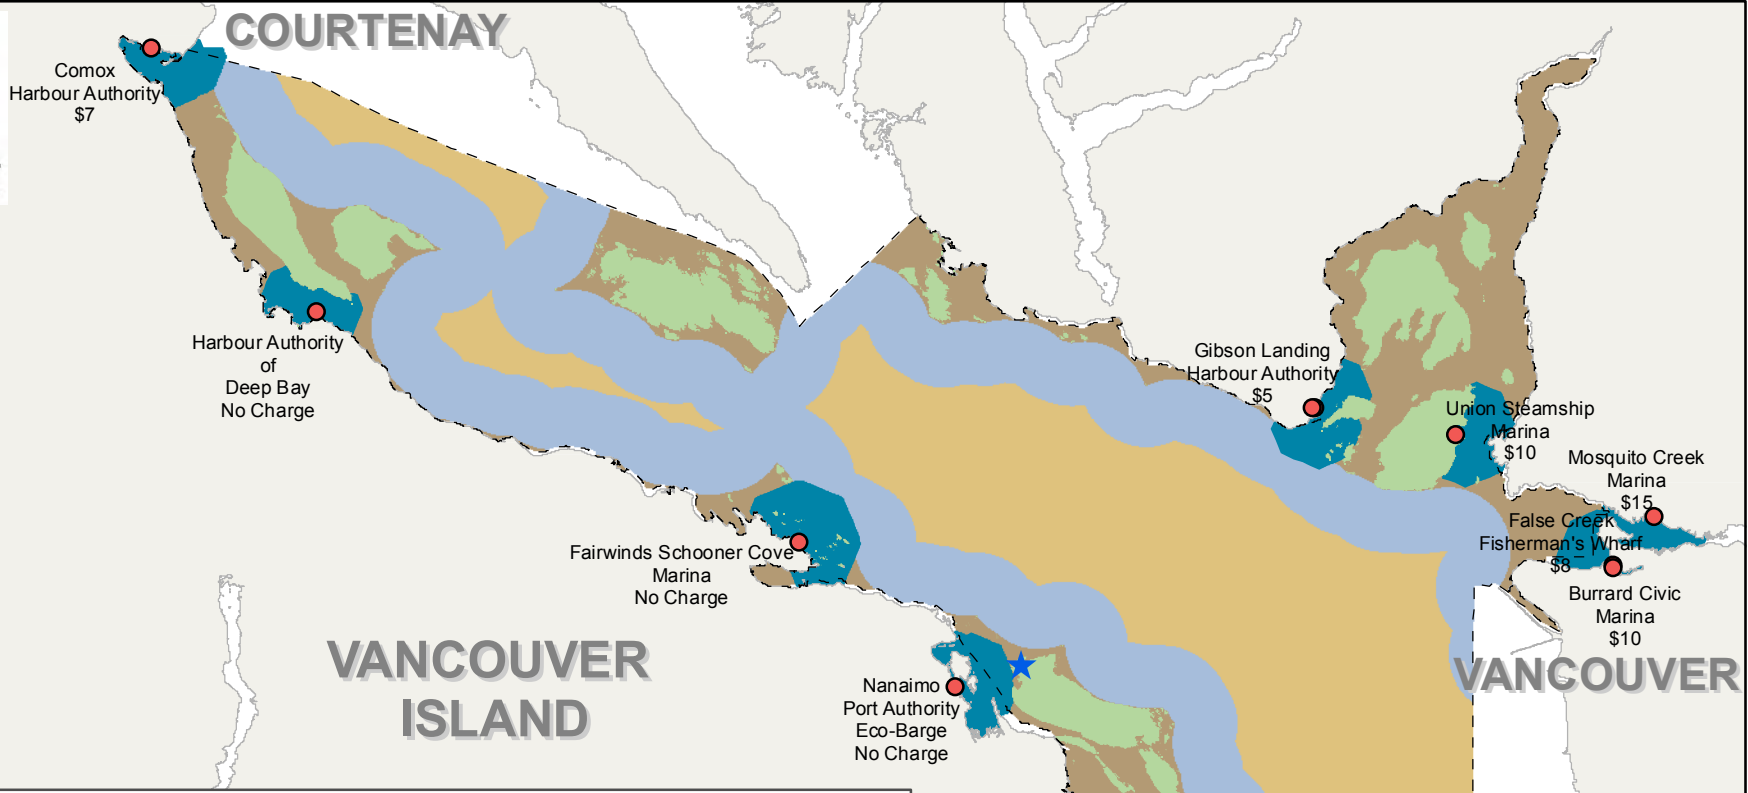 COURTENAY
Comox
Harbour Authority
$7
Harbour Authority
of
Deep Bay
No Charge
Gibson Landing
Harbour Authority
$5
Union Steamship
Marina
$10
Mosquito Creek
Marina
$15
False Creek
Fisherman's Wharf
$8
Burrard Civic
Marina
$10
Fairwinds Schooner Cove
Marina
No Charge
VANCOUVER
ISLAND
VANCOUVER
Nanaimo
Port Authority
Eco-Barge
No Charge